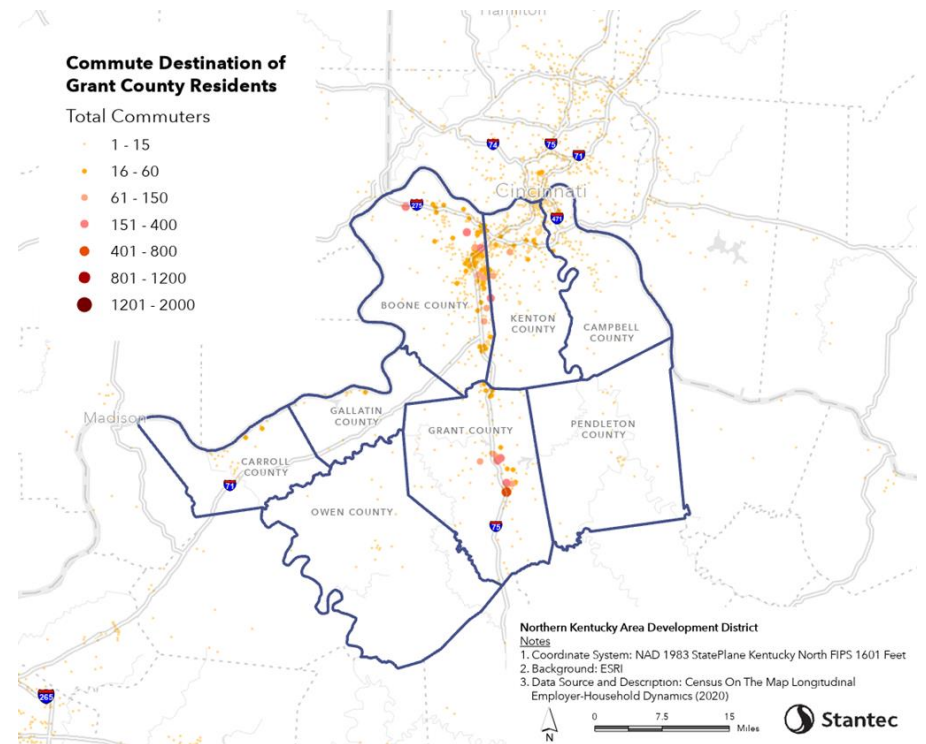 Hamilton
Commute Destination of
Grant County Residents
Total Commuters
1 - 15
16 - 60
61 - 150
151 - 400
401 - 800
801 - 1200
1201 - 2000
74
75
71
Cincinnati
275
471
BOONE COUNTY
KENTON
COUNTY
CAMPBELL
COUNTY
Madison
GALLATIN
COUNTY
GRANT COUNTY
PENDLETON
COUNTY
CARROLL
COUNTY
71
OWEN COUNTY
75
265
Northern Kentucky Area Development District
Notes
1. Coordinate System: NAD 1983 StatePlane Kentucky North FIPS 1601 Feet
2. Background: ESRI
3. Data Source and Description: Census On The Map Longitudinal
Employer-Household Dynamics (2020)
N
0 7.5 15
Miles
Stantec